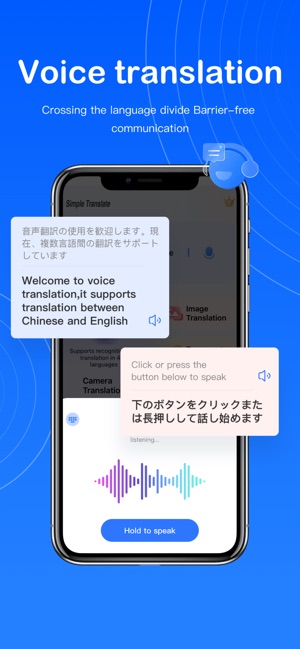 Voice translation
Crossing the language divide Barrier-free
communication
Simple Translate
音声翻訳の使用を歓迎します。現
在、複数言語間の翻訳をサポート
しています
Welcome to voice
translation,it supports
translation between
Chinese and English
Image
Translation
Supports recogni
translation in 4
languages
Camera
Translat
Click or press the
button below to speak
下のボタンをクリックまた
は長押しして話し始めます
listening...
Hold to speak